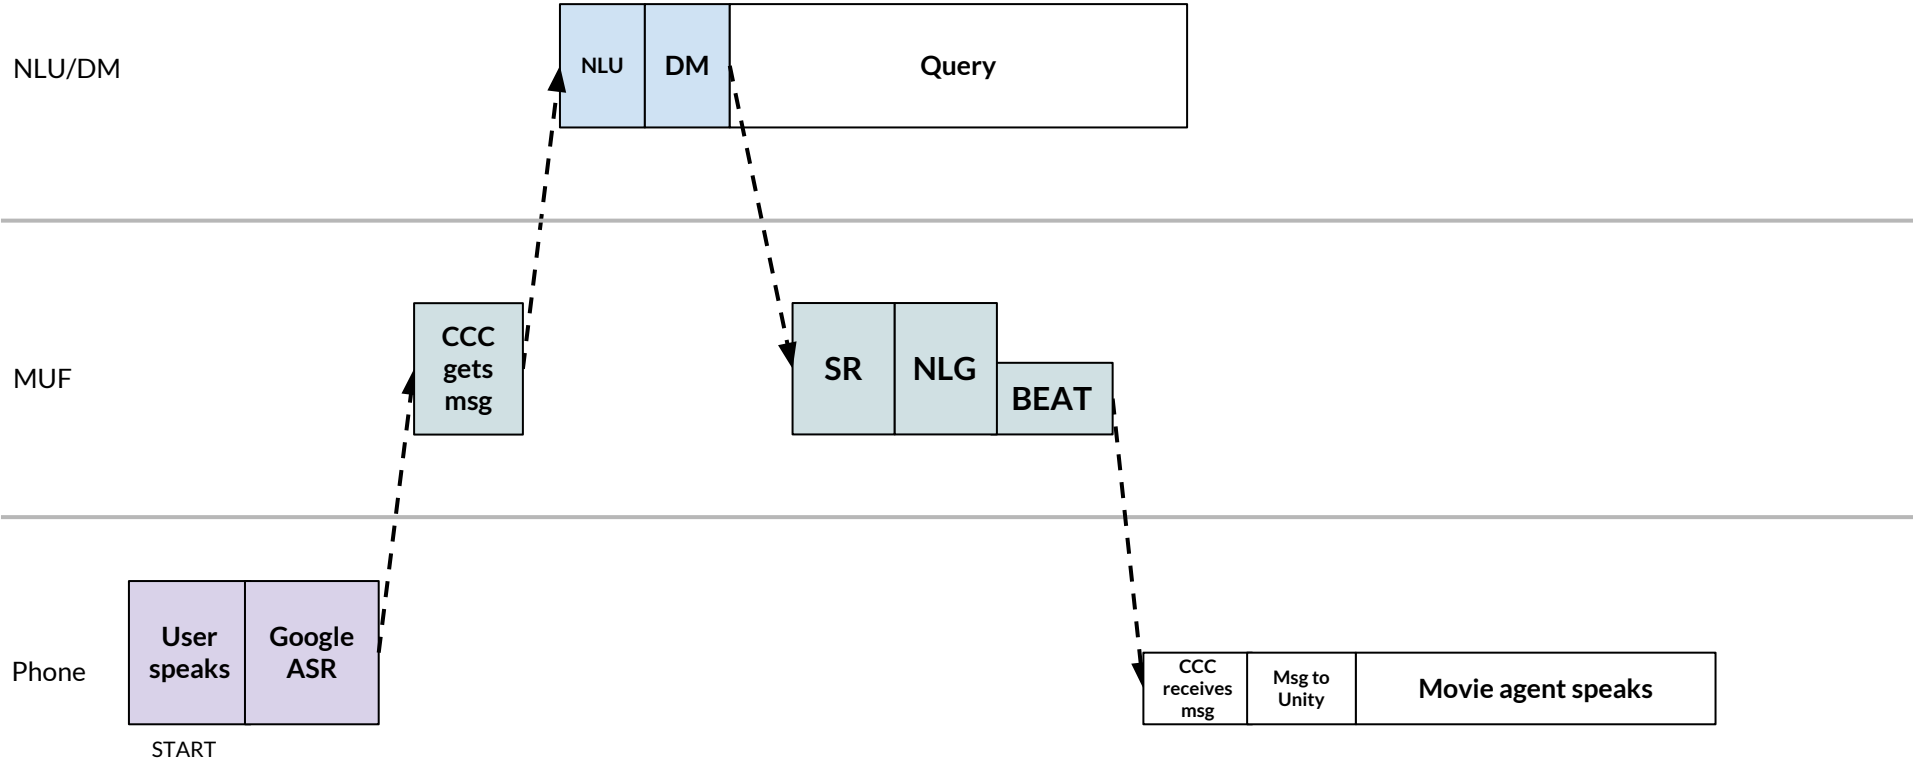 NLU/DM
NLU
DM
Query
MUF
CCC
gets
msg
SR
NLG
BEAT
Phone
User
speaks
Google
ASR
CCC
receives
msg
Msg to
Unity
Movie agent speaks
START